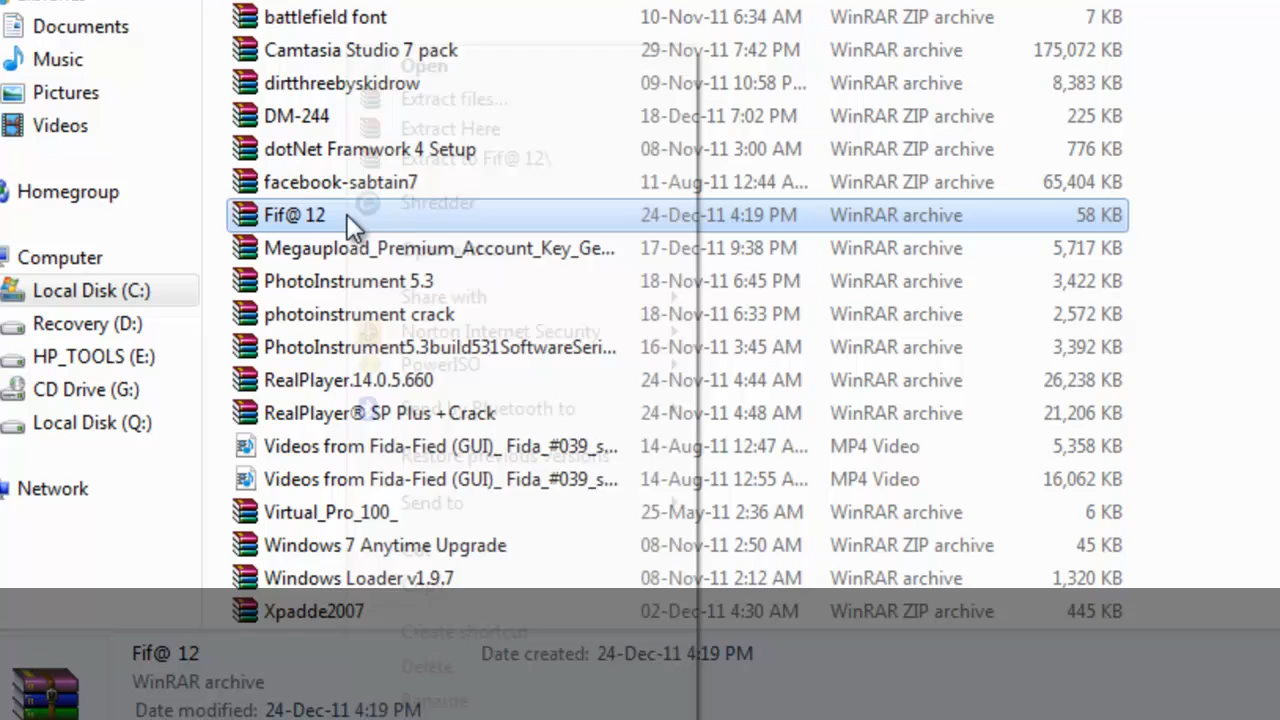 Documents
Music
Pictures
Videos
Homegroup
Computer
Local Disk (C:)
Recovery (D:)
HP_TOOLS (E:)
CD Drive (G:)
Local Disk (Q:)
Network
battlefield font 10-Nov-11 6:34 AM WinRAR ZIP archive 7 KB
Camtasia Studio 7 pack 29-Nov-11 7:42 PM WinRAR archive 175,072 KB
dirtthreebyskidrow 09-Nov-11 10:58 P... WinRAR archive 8,383 KB
DM-244 18-Dec-11 7:02 PM WinRAR archive 225 KB
dotNet Framwork 4 Setup 08-Nov-11 3:00 AM WinRAR archive 776 KB
facebook-sabtain7 11-Aug-11 12:44 A... WinRAR ZIP archive 65,404 KB
Fif@ 12 24-Dec-11 4:19 PM WinRAR archive 58 KB
Megaupload_Premium_Account_Key_Ge... 17-Dec-11 9:38 PM WinRAR archive 5,717 KB
PhotoInstrument 5.3 18-Nov-11 6:45 PM WinRAR archive 3,422 KB
photoinstrument crack 18-Nov-11 6:33 PM WinRAR archive 2,572 KB
PhotoInstrument5.3build531SoftwareSeri... 16-Nov-11 3:45 AM WinRAR archive 3,392 KB
RealPlayer.14.0.5.660 24-Nov-11 4:44 AM WinRAR archive 26,238 KB
RealPlayer® SP Plus +Crack 24-Nov-11 4:48 AM WinRAR archive 21,206 KB
Videos from Fida-Fied (GUI)_ Fida_#039_s... 14-Aug-11 12:47 A... MP4 Video 5,358 KB
Videos from Fida-Fied (GUI)_ Fida_#039_s... 14-Aug-11 12:55 A... MP4 Video 16,062 KB
Virtual_Pro_100_ 25-May-11 2:36 AM WinRAR archive 6 KB
Windows 7 Anytime Upgrade 08-Nov-11 2:50 AM WinRAR ZIP archive 45 KB
Windows Loader v1.9.7 08-Nov-11 2:12 AM WinRAR archive 1,320 KB
Xpadde2007 02-Dec-11 4:30 AM WinRAR ZIP archive 445 KB
Open
Extract files...
Extract Here
Extract to Fif@ 12\
Shredder
Share with
Norton Internet Security
PowerISO
Send by Bluetooth to
Restore previous versions
Send to
Create shortcut
Delete
Rename
Fif@ 12 Date created: 24-Dec-11 4:19 PM
WinRAR archive
Date modified: 24-Dec-11 4:19 PM